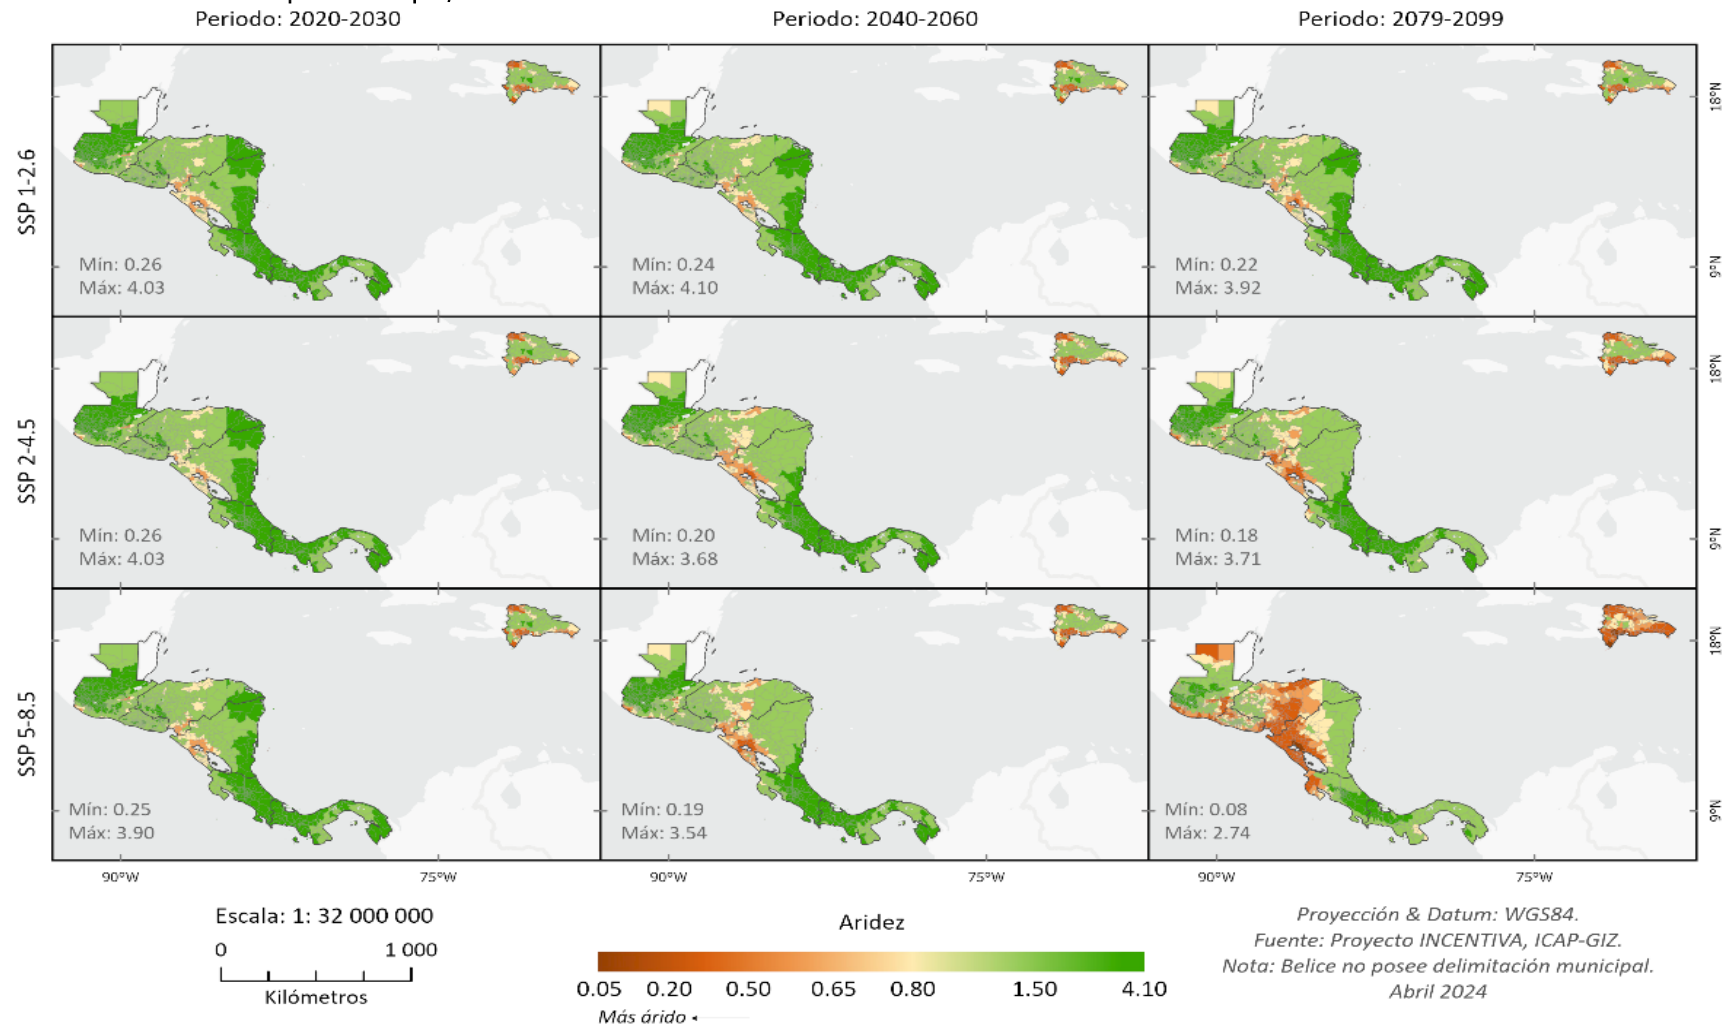 Periodo: 2020-2030
Periodo: 2040-2060
Periodo: 2079-2099
SSP 1-2.6
Mín: 0.26
Máx: 4.03
Mín: 0.24
Máx: 4.10
Mín: 0.22
Máx: 3.92
18°N
9°N
SSP 2-4.5
Mín: 0.26
Máx: 4.03
Mín: 0.20
Máx: 3.68
Mín: 0.18
Máx: 3.71
18°N
9°N
SSP 5-8.5
Mín: 0.25
Máx: 3.90
Mín: 0.19
Máx: 3.54
Mín: 0.08
Máx: 2.74
18°N
9°N
90°W
75°W
90°W
75°W
90°W
75°W
Escala: 1: 32 000 000
0
1 000
Kilómetros
Aridez
0.05 0.20 0.50 0.65 0.80 1.50 4.10
Más árido
Proyección & Datum: WGS84.
Fuente: Proyecto INCENTIVA, ICAP-GIZ.
Nota: Belice no posee delimitación municipal.
Abril 2024